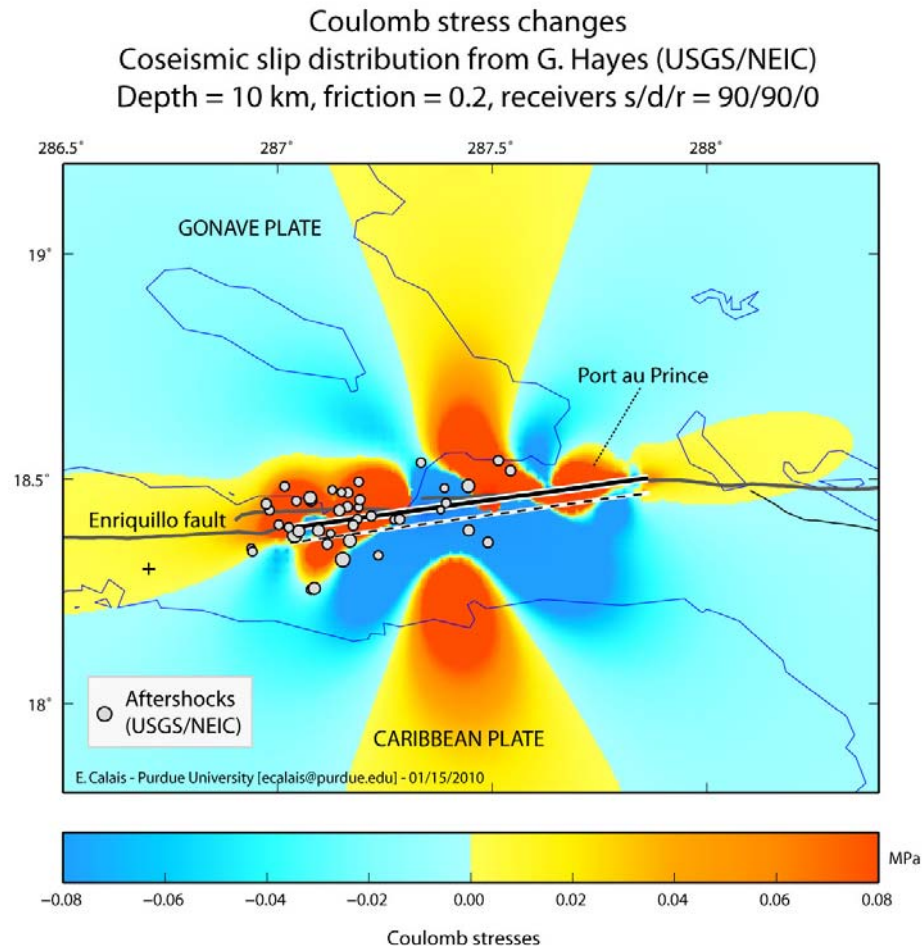 Coulomb stress changes
Coseismic slip distribution from G. Hayes (USGS/NEIC)
Depth = 10 km, friction = 0.2, receivers s/d/r = 90/90/0
286.5° 287° 287.5° 288°
GONAVE PLATE
19°
Port au Prince
18.5°
Enriquillo fault
18°
Aftershocks
(USGS/NEIC)
CARIBBEAN PLATE
E. Calais - Purdue University [ecalais@purdue.edu] - 01/15/2010
MPa
−0.08 −0.06 −0.04 −0.02 0.00 0.02 0.04 0.06 0.08
Coulomb stresses